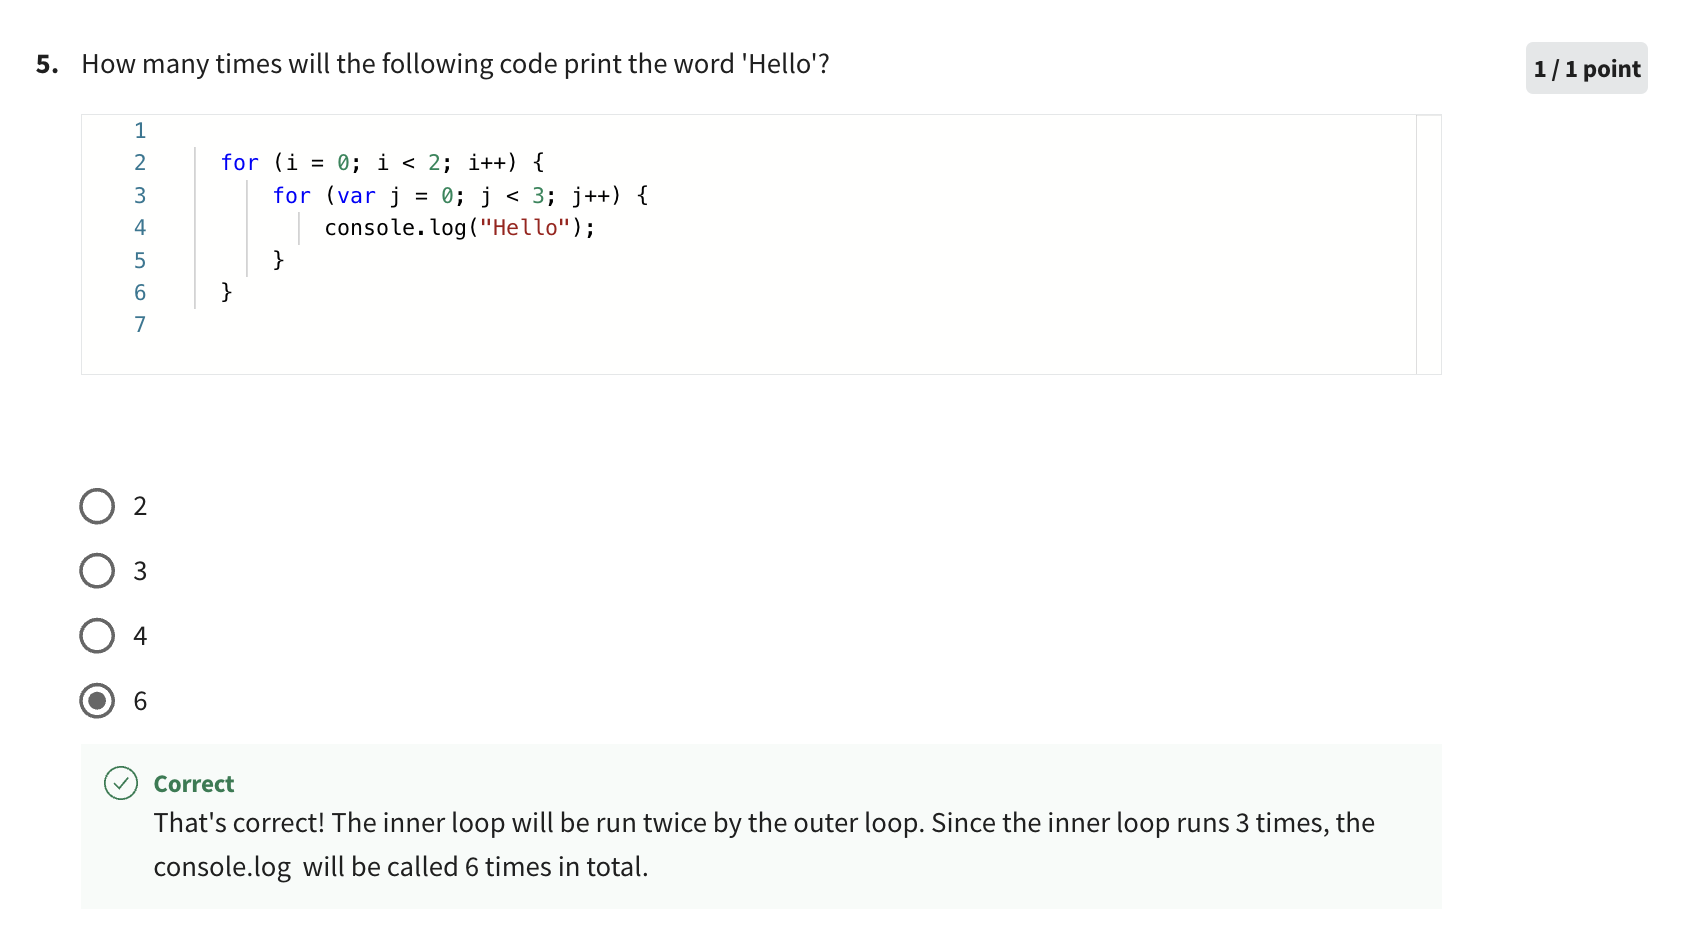 5. How many times will the following code print the word 'Hello'?
1 / 1 point
1
2 for (i = 0; i < 2; i++) {
3 for (var j = 0; j < 3; j++) {
4 console.log("Hello");
5 }
6 }
7
2
3
4
6
Correct
That's correct! The inner loop will be run twice by the outer loop. Since the inner loop runs 3 times, the
console.log will be called 6 times in total.